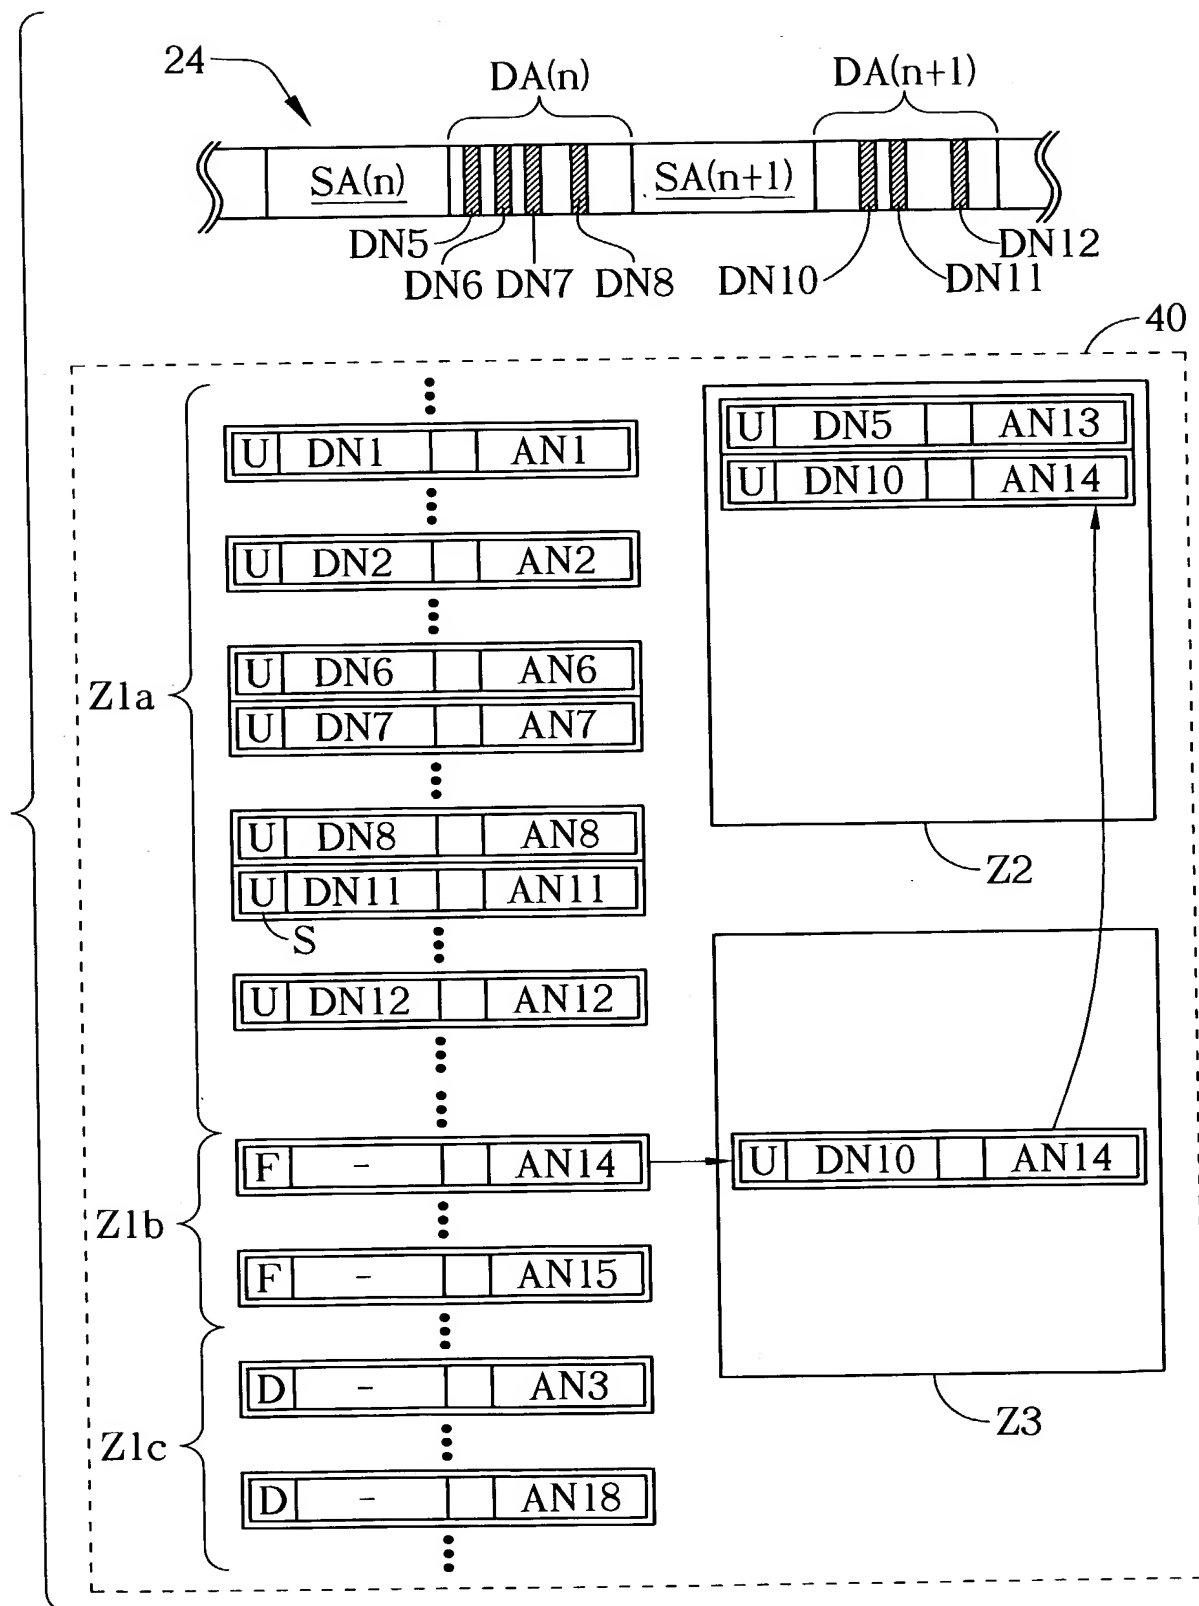 24
DA(n)
DA(n+1)
SA(n)
SA(n+1)
DN5
DN6
DN7
DN8
DN10
DN11
DN12
40
Z1a
U DN1 AN1
U DN2 AN2
U DN6 AN6
U DN7 AN7
U DN8 AN8
U DN11 AN11
S
U DN12 AN12
Z1b
F - AN14
F - AN15
Z1c
D - AN3
D - AN18
U DN5 AN13
U DN10 AN14
Z2
U DN10 AN14
Z3